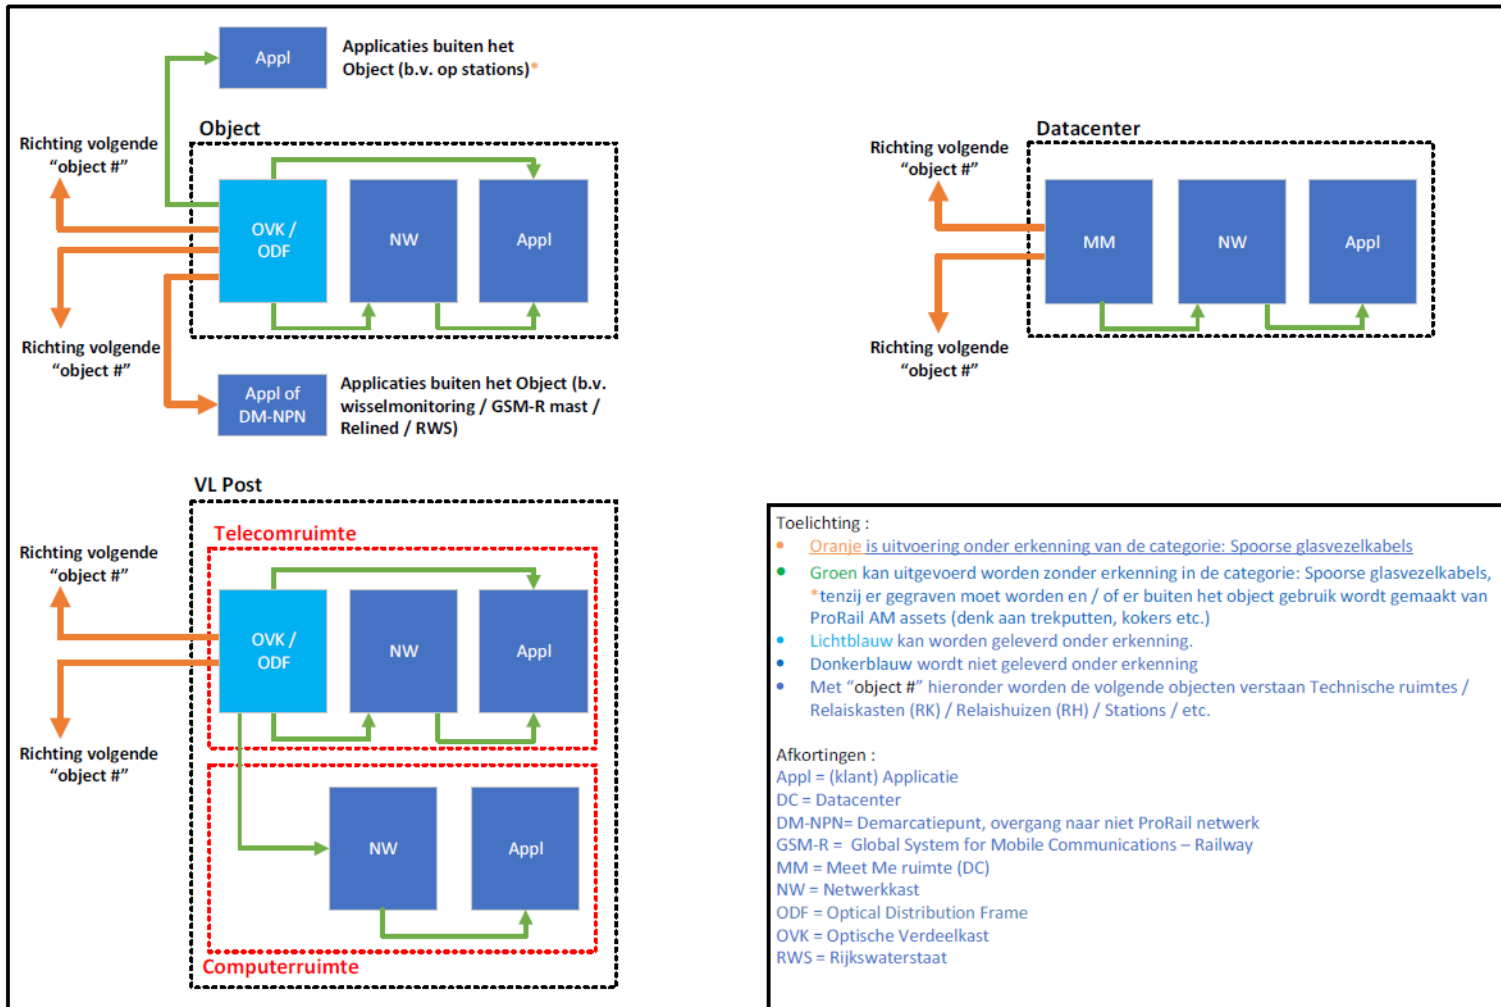 Appl
Applicaties buiten het
Object (b.v. op stations)*
Object
Richting volgende
“object #”
OVK /
ODF
NW
Appl
Richting volgende
“object #”
Appl of
DM-NPN
Applicaties buiten het Object (b.v.
wisselmonitoring / GSM-R mast /
Relined / RWS)
Datacenter
Richting volgende
“object #”
MM
NW
Appl
Richting volgende
“object #”
VL Post
Telecomruimte
Richting volgende
“object #”
OVK /
ODF
NW
Appl
Richting volgende
“object #”
NW
Appl
Computerruimte
Toelichting :
• Oranje is uitvoering onder erkenning van de categorie: Spoorse glasvezelkabels
• Groen kan uitgevoerd worden zonder erkenning in de categorie: Spoorse glasvezelkabels,
*tenzij er gegraven moet worden en / of er buiten het object gebruik wordt gemaakt van
ProRail AM assets (denk aan trekputten, kokers etc.)
• Lichtblauw kan worden geleverd onder erkenning.
• Donkerblauw wordt niet geleverd onder erkenning
• Met “object #” hieronder worden de volgende objecten verstaan Technische ruimtes /
Relaiskasten (RK) / Relaishuizen (RH) / Stations / etc.
Afkortingen :
Appl = (klant) Applicatie
DC = Datacenter
DM-NPN= Demarcatiepunt, overgang naar niet ProRail netwerk
GSM-R =  Global System for Mobile Communications – Railway
MM = Meet Me ruimte (DC)
NW = Netwerkkast
ODF = Optical Distribution Frame
OVK = Optische Verdeelkast
RWS = Rijkswaterstaat